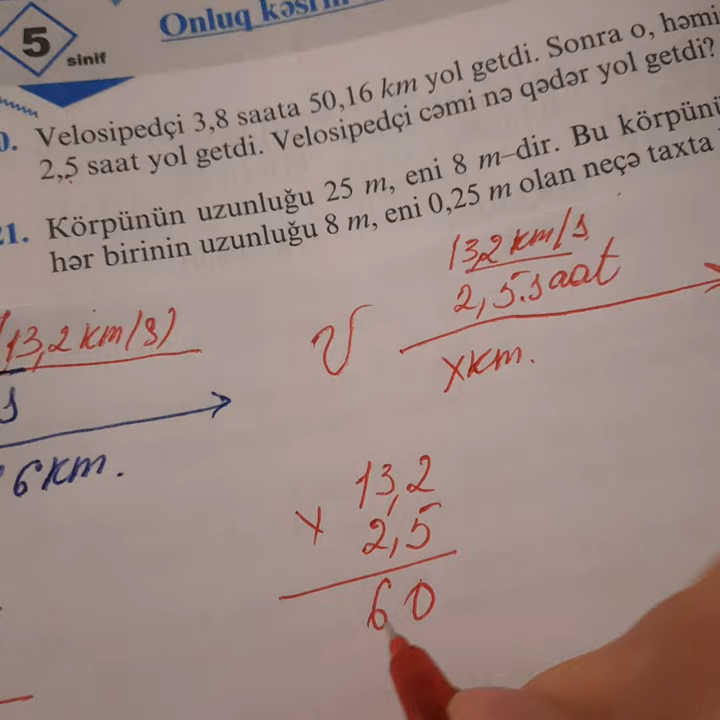 5
sinif
Onluq kəsr
0. Velosipedçi 3,8 saata 50,16 km yol getdi. Sonra o, həmi
2,5 saat yol getdi. Velosipedçi cəmi nə qədər yol getdi?
21. Körpünün uzunluğu 25 m, eni 8 m–dir. Bu körpünü
hər birinin uzunluğu 8 m, eni 0,25 m olan neçə taxta
13,2 km/s
2,5 saat
V
x km.
(13,2 km/s)
s
6 km.
13,2
x 2,5
60